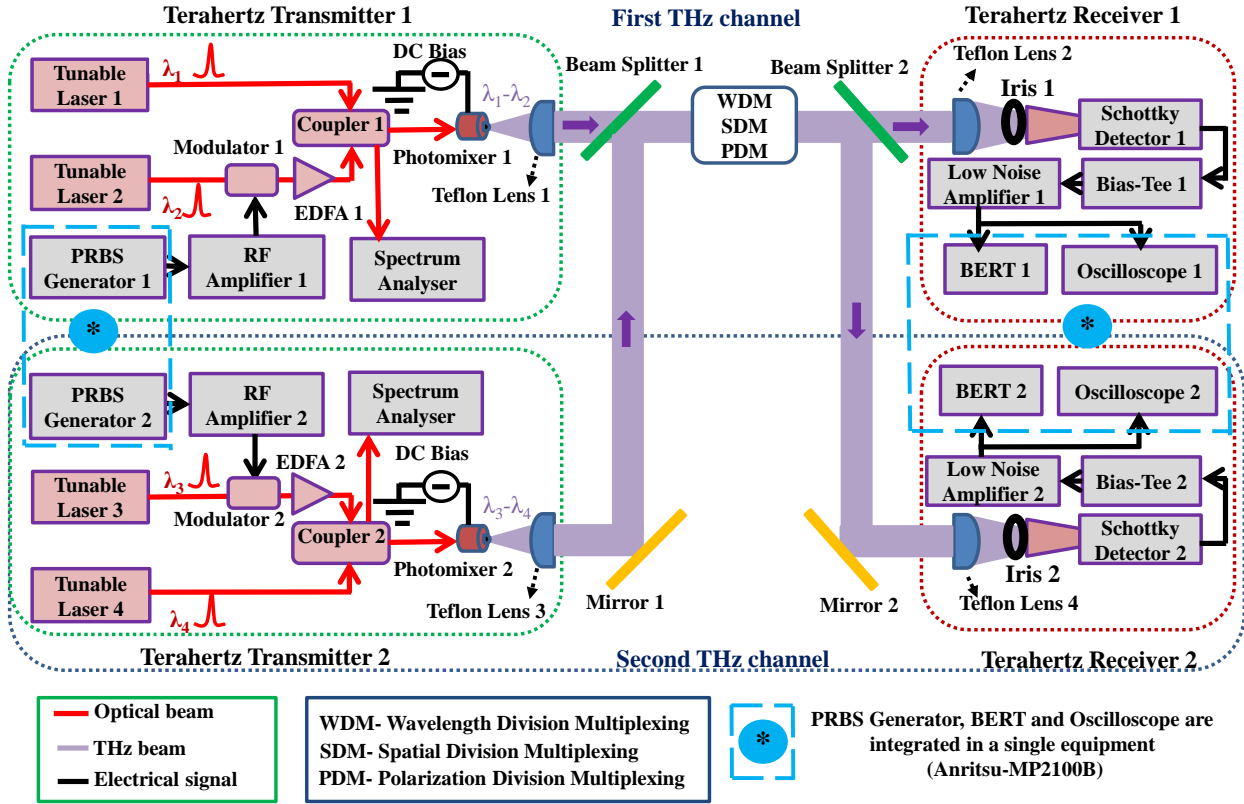 Terahertz Transmitter 1
First THz channel
Terahertz Receiver 1
Tunable
Laser 1
λ1
DC Bias
Coupler 1
λ1-λ2
Photomixer 1
Teflon Lens 1
Modulator 1
Tunable
Laser 2
λ2
EDFA 1
PRBS
Generator 1
RF
Amplifier 1
Spectrum
Analyser
*
Beam Splitter 1
WDM
SDM
PDM
Beam Splitter 2
Teflon Lens 2
Iris 1
Schottky
Detector 1
Low Noise
Amplifier 1
Bias-Tee 1
BERT 1
Oscilloscope 1
*
PRBS
Generator 2
RF
Amplifier 2
Spectrum
Analyser
EDFA 2
DC Bias
Tunable
Laser 3
λ3
Modulator 2
Coupler 2
λ3-λ4
Photomixer 2
Teflon Lens 3
Tunable
Laser 4
λ4
Mirror 1
Mirror 2
BERT 2
Oscilloscope 2
Low Noise
Amplifier 2
Bias-Tee 2
Schottky
Detector 2
Iris 2
Teflon Lens 4
Terahertz Transmitter 2
Second THz channel
Terahertz Receiver 2
Optical beam
THz beam
Electrical signal
WDM- Wavelength Division Multiplexing
SDM- Spatial Division Multiplexing
PDM- Polarization Division Multiplexing
*
PRBS Generator, BERT and Oscilloscope are
integrated in a single equipment
(Anritsu-MP2100B)